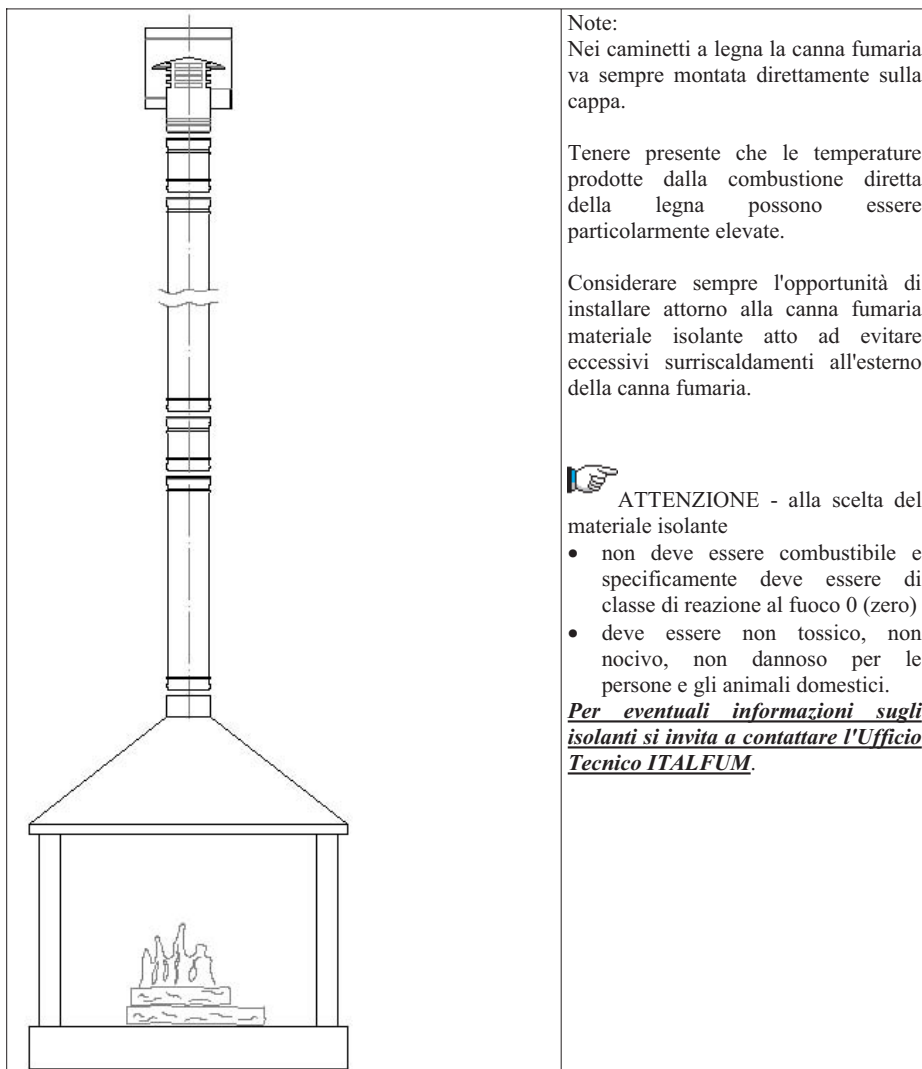 Note:
Nei caminetti a legna la canna fumaria
va sempre montata direttamente sulla
cappa.
Tenere presente che le temperature
prodotte dalla combustione diretta
della legna possono essere
particolarmente elevate.
Considerare sempre l'opportunità di
installare attorno alla canna fumaria
materiale isolante atto ad evitare
eccessivi surriscaldamenti all'esterno
della canna fumaria.
ATTENZIONE - alla scelta del
materiale isolante
• non deve essere combustibile e
specificamente deve essere di
classe di reazione al fuoco 0 (zero)
• deve essere non tossico, non
nocivo, non dannoso per le
persone e gli animali domestici.
Per eventuali informazioni sugli
isolanti si invita a contattare l'Ufficio
Tecnico ITALFUM.